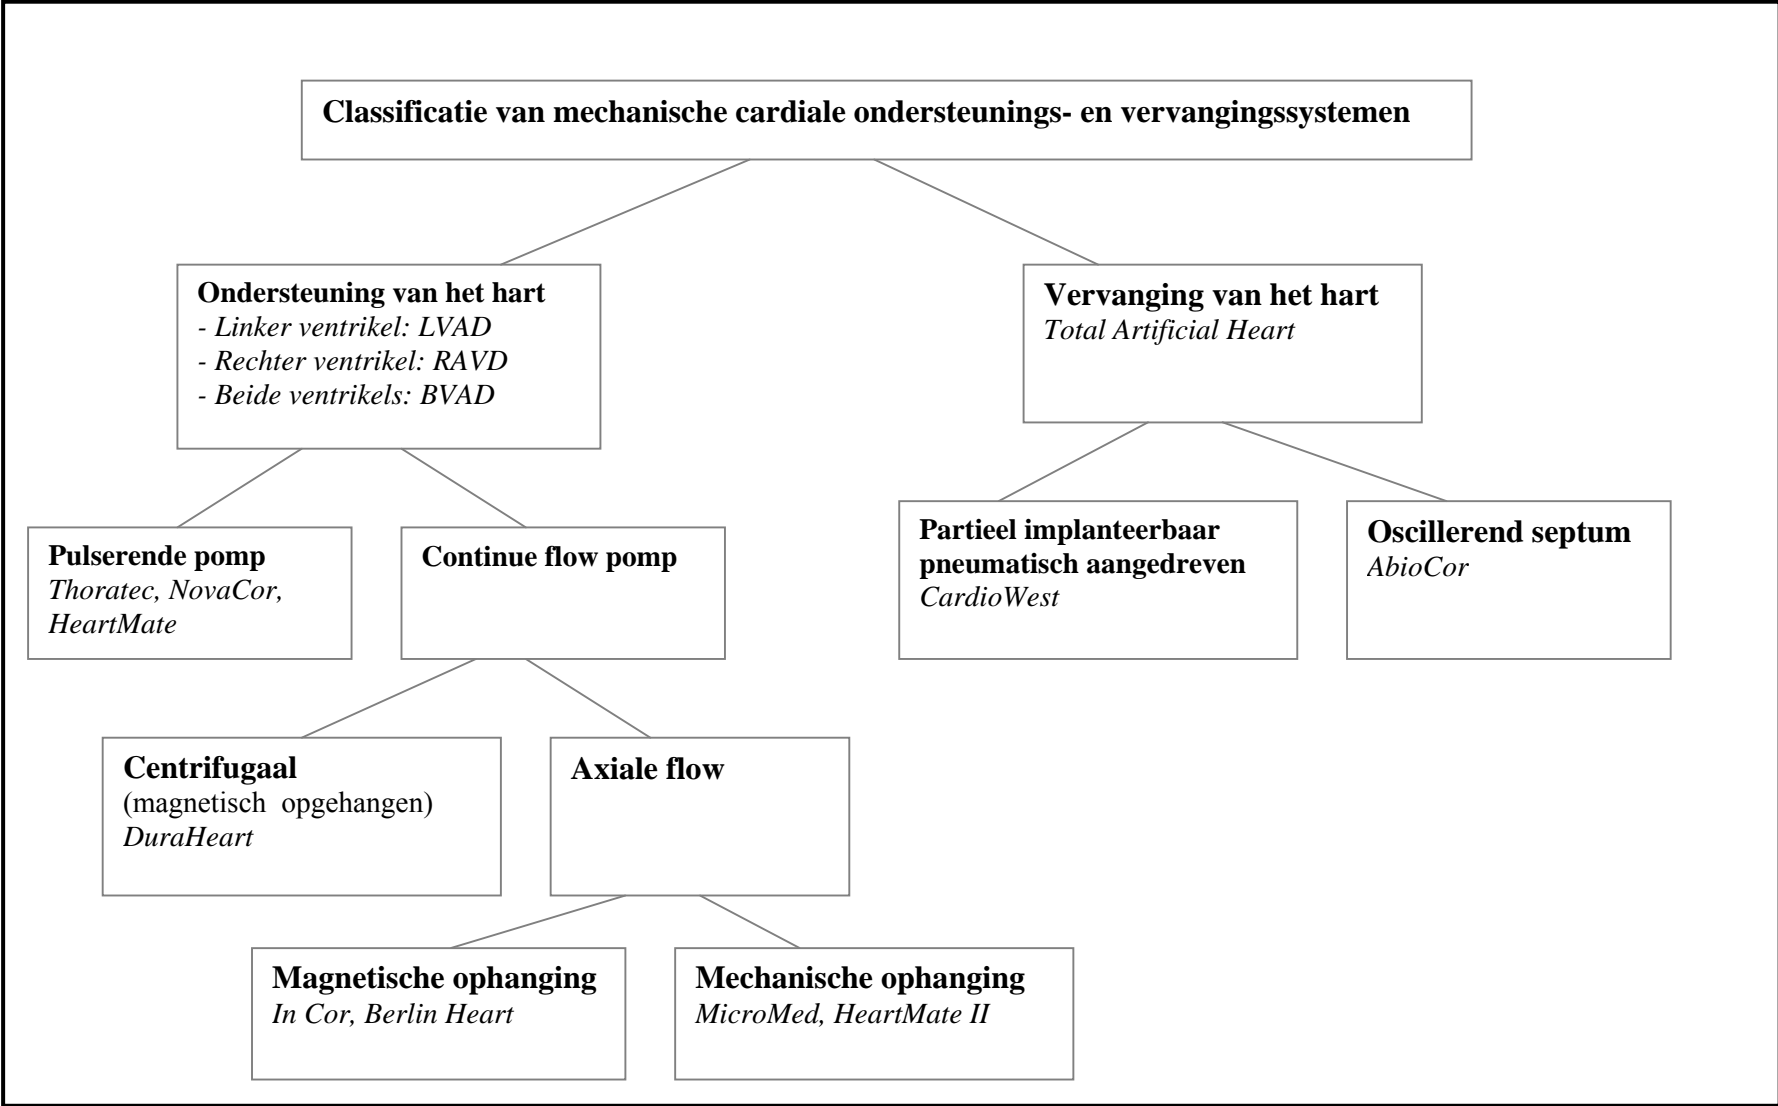 Classificatie van mechanische cardiale ondersteunings- en vervangingssystemen
Ondersteuning van het hart
- Linker ventrikel: LVAD
- Rechter ventrikel: RAVD
- Beide ventrikels: BVAD
Vervanging van het hart
Total Artificial Heart
Pulserende pomp
Thoratec, NovaCor,
HeartMate
Continue flow pomp
Partieel implanteerbaar
pneumatisch aangedreven
CardioWest
Oscillerend septum
AbioCor
Centrifugaal
(magnetisch opgehangen)
DuraHeart
Axiale flow
Magnetische ophanging
In Cor, Berlin Heart
Mechanische ophanging
MicroMed, HeartMate II